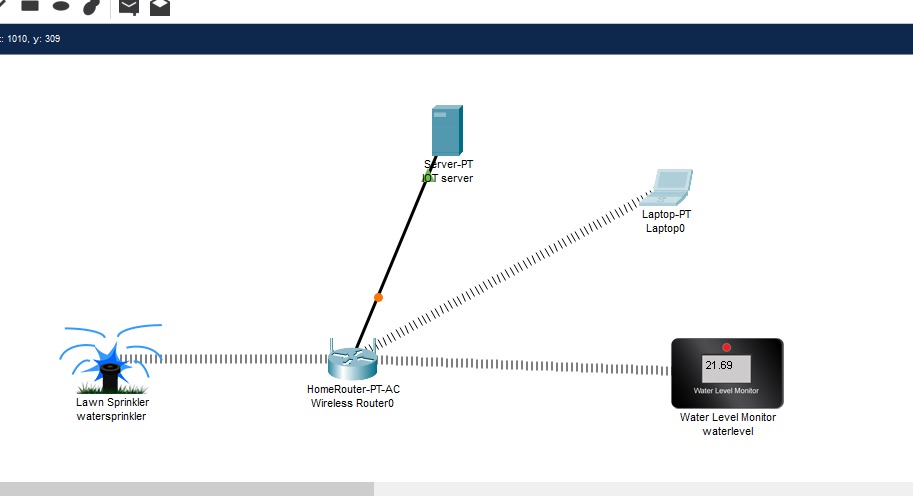 : 1010, y: 309
Server-PT
IOT server
Laptop-PT
Laptop0
21.69
Water Level Monitor
HomeRouter-PT-AC
Wireless Router0
Lawn Sprinkler
watersprinkler
Water Level Monitor
waterlevel